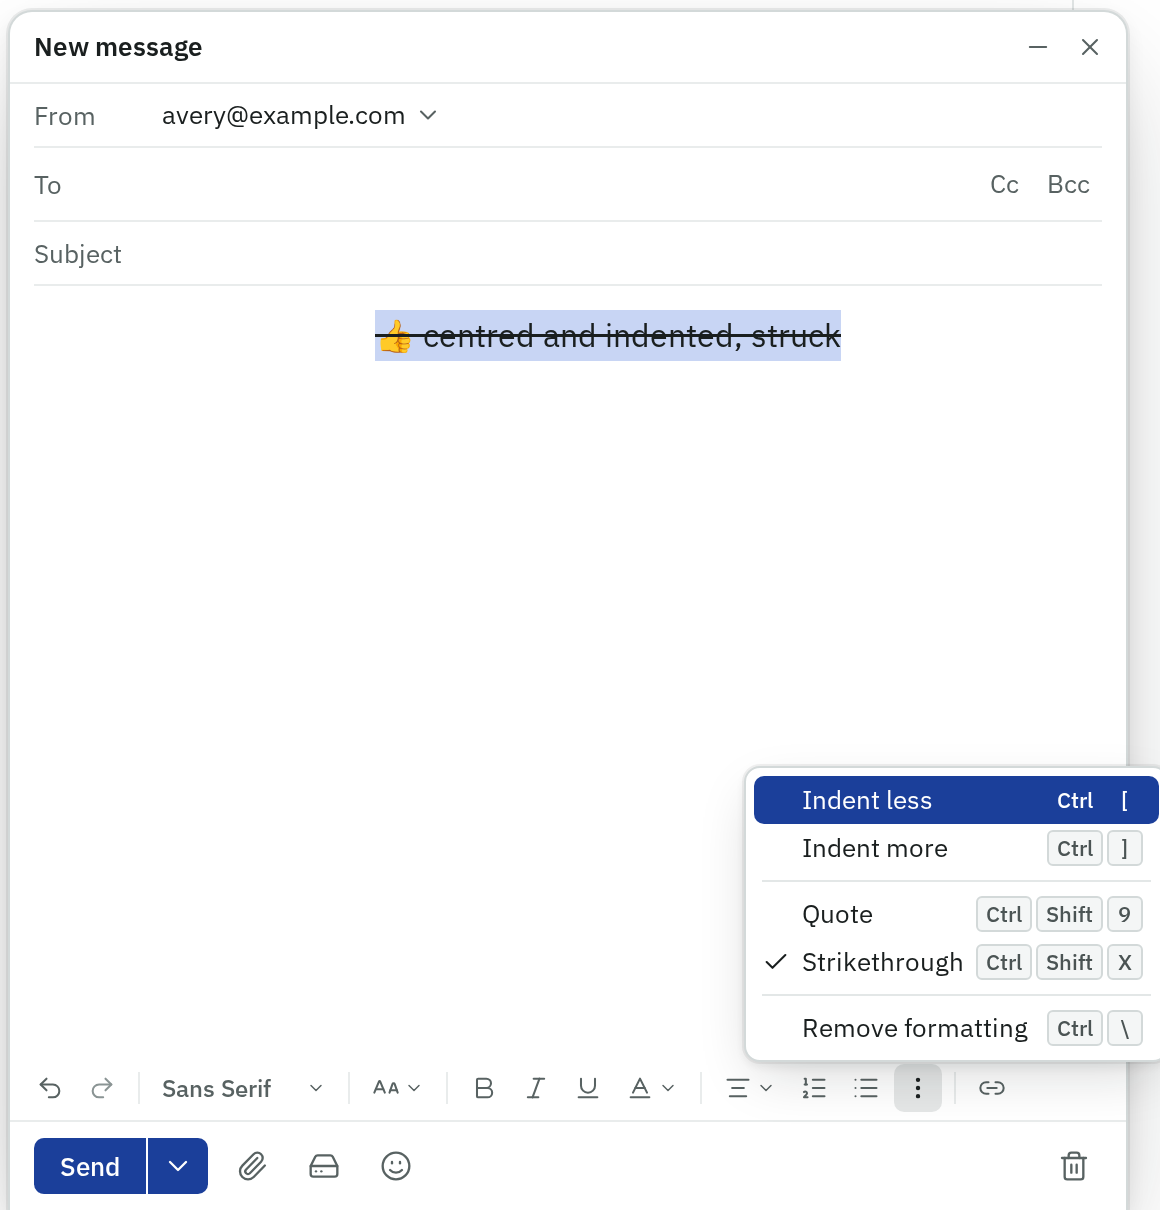 New message
From avery@example.com
To Cc Bcc
Subject
👍 centred and indented, struck
Indent less Ctrl [
Indent more Ctrl ]
Quote Ctrl Shift 9
Strikethrough Ctrl Shift X
Remove formatting Ctrl \
Sans Serif
Send